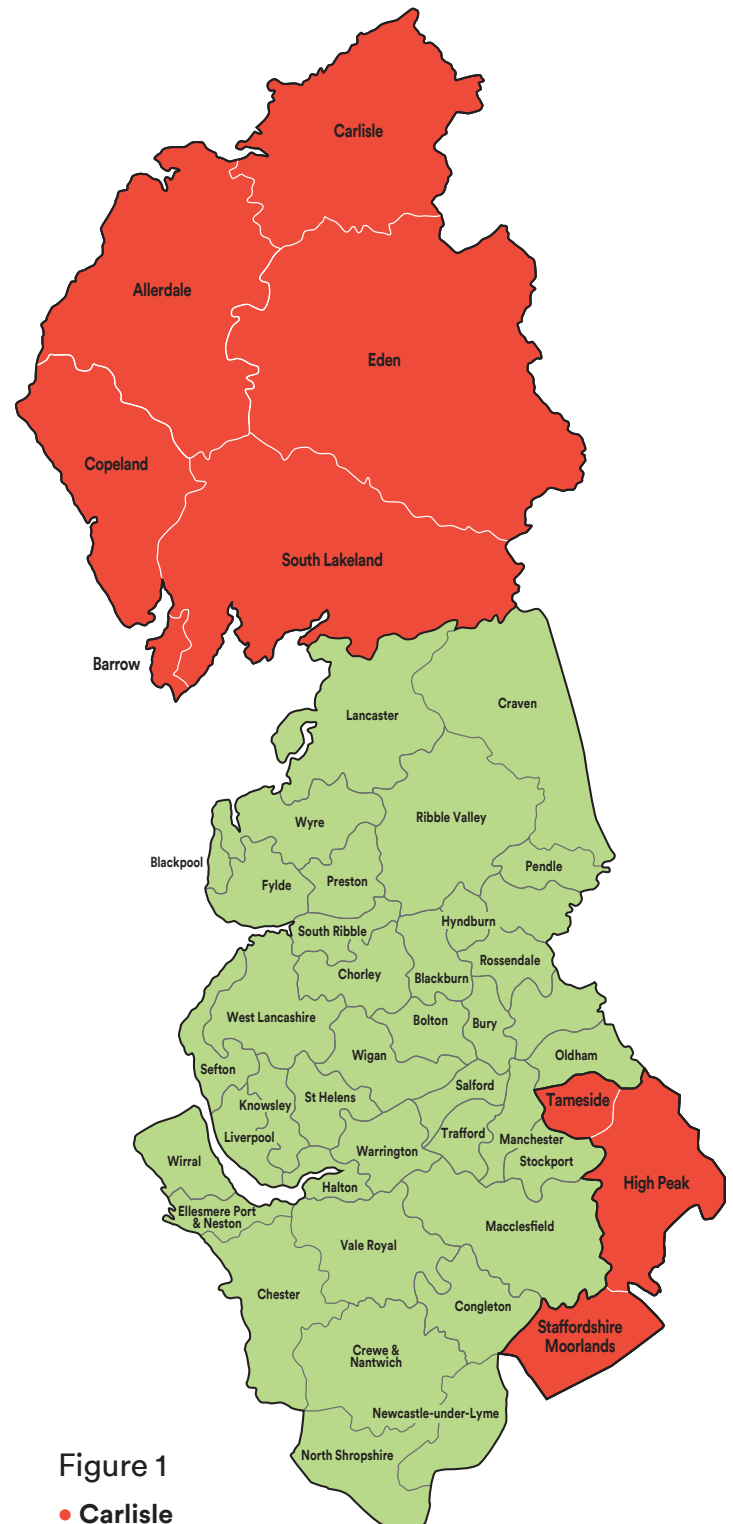 Carlisle
Allerdale
Eden
Copeland
South Lakeland
Barrow
Craven
Lancaster
Ribble Valley
Wyre
Blackpool
Pendle
Fylde
Preston
Hyndburn
South Ribble
Rossendale
Chorley
Blackburn
West Lancashire
Bolton
Bury
Wigan
Oldham
Sefton
Salford
St Helens
Tameside
Knowsley
Trafford
Liverpool
Manchester
Warrington
Stockport
Wirral
High Peak
Halton
Ellesmere Port
& Neston
Macclesfield
Vale Royal
Chester
Congleton
Staffordshire
Moorlands
Crewe &
Nantwich
Newcastle-under-Lyme
North Shropshire
Figure 1
• Carlisle